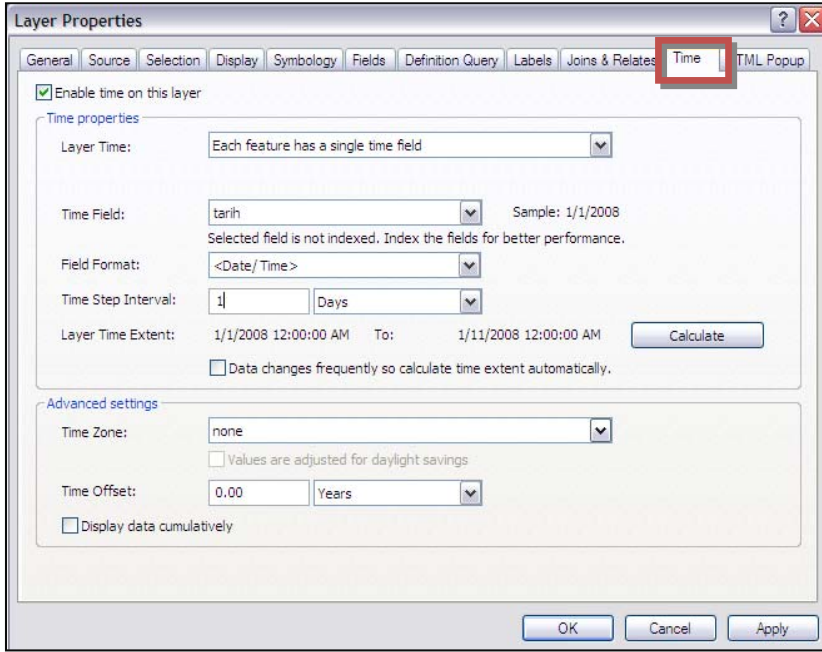 Layer Properties
General Source Selection Display Symbology Fields Definition Query Labels Joins & Relates Time TML Popup
Enable time on this layer
Time properties
Layer Time: Each feature has a single time field
Time Field: tarih Sample: 1/1/2008
Selected field is not indexed. Index the fields for better performance.
Field Format: <Date/Time>
Time Step Interval: 1 Days
Layer Time Extent: 1/1/2008 12:00:00 AM To: 1/11/2008 12:00:00 AM Calculate
Data changes frequently so calculate time extent automatically.
Advanced settings
Time Zone: none
Values are adjusted for daylight savings
Time Offset: 0.00 Years
Display data cumulatively
OK Cancel Apply